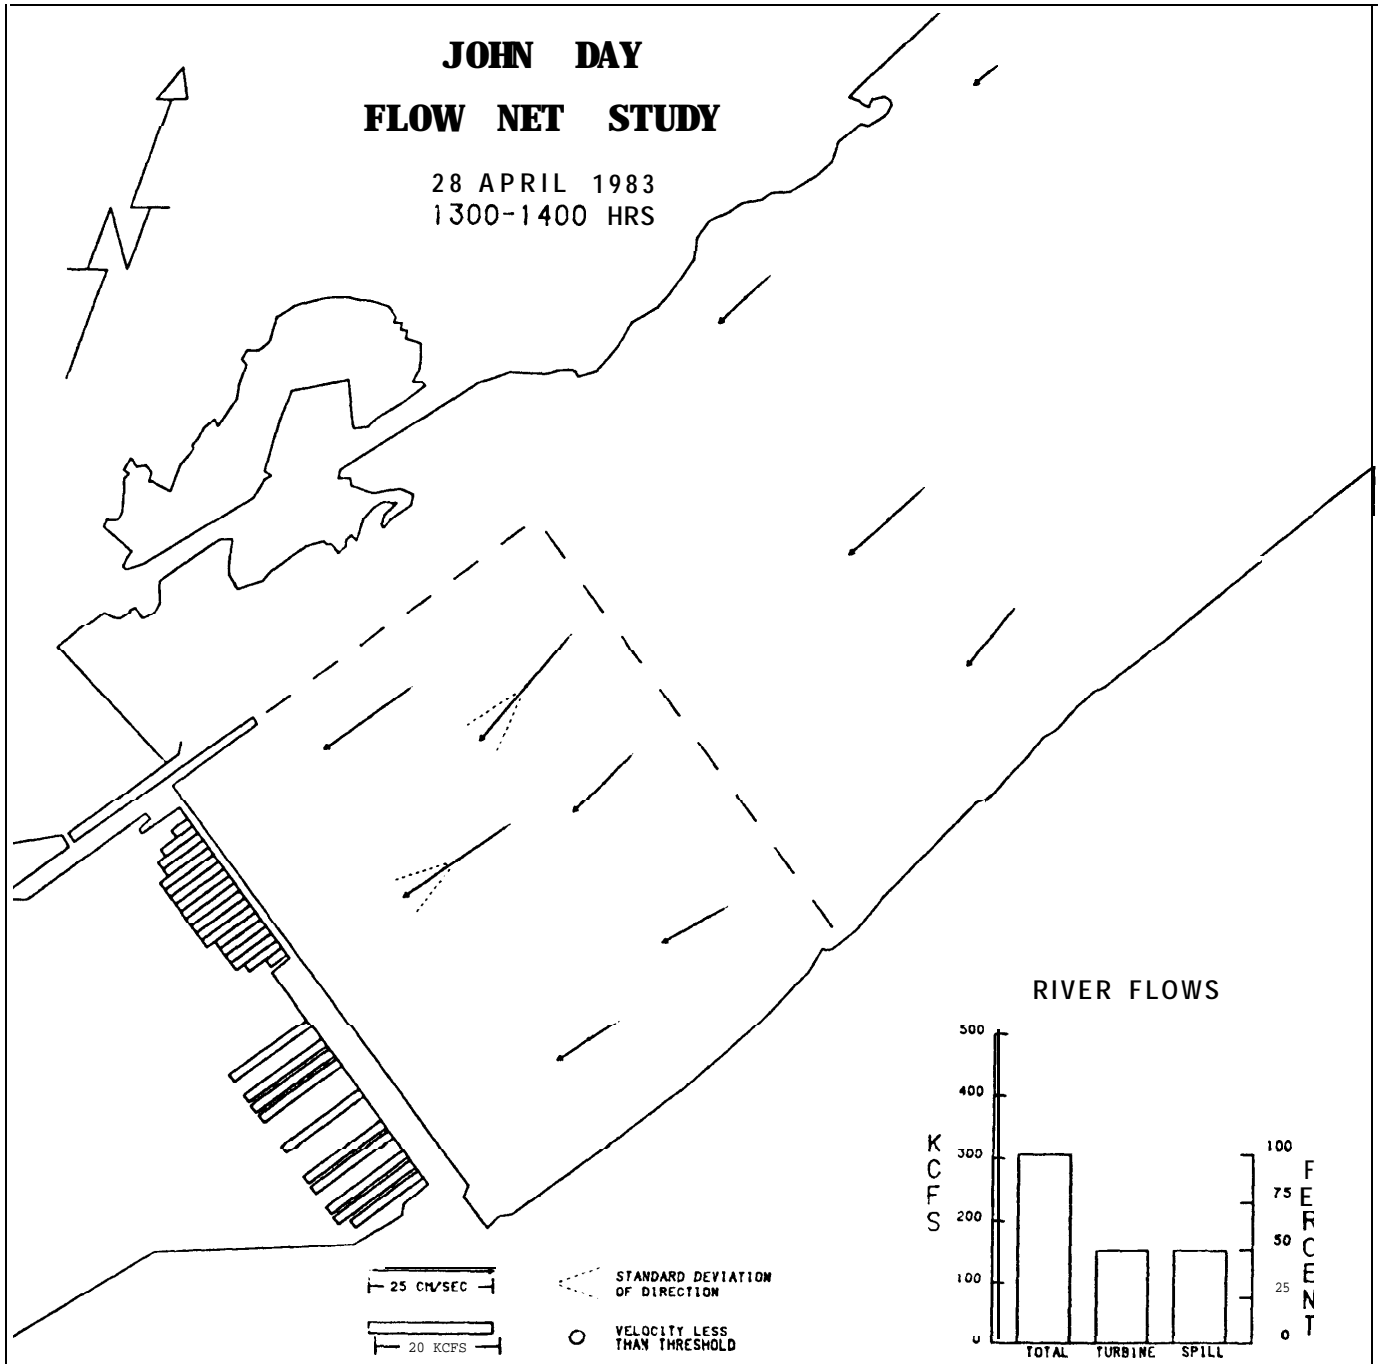 JOHN DAY
FLOW NET STUDY
28 APRIL 1983
1300-1400 HRS
RIVER FLOWS
500
400
300
200
100
0
KCFS
100
75
50
25
0
PERCENT
TOTAL TURBINE SPILL
25 CM/SEC
STANDARD DEVIATION
OF DIRECTION
20 KCFS
VELOCITY LESS
THAN THRESHOLD